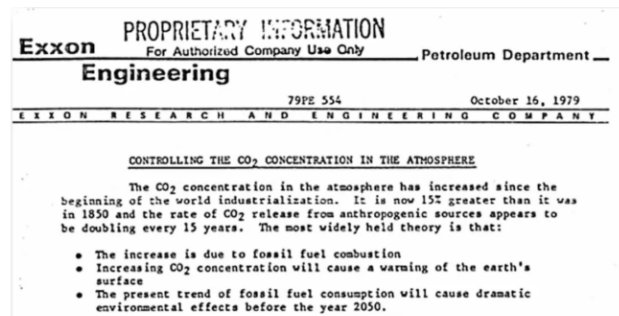 PROPRIETARY INFORMATION
Exxon For Authorized Company Use Only Petroleum Department
Engineering
79PE 554 October 16, 1979
EXXON RESEARCH AND ENGINEERING COMPANY
CONTROLLING THE CO2 CONCENTRATION IN THE ATMOSPHERE
The CO2 concentration in the atmosphere has increased since the
beginning of the world industrialization. It is now 15% greater than it was
in 1850 and the rate of CO2 release from anthropogenic sources appears to
be doubling every 15 years. The most widely held theory is that:
• The increase is due to fossil fuel combustion
• Increasing CO2 concentration will cause a warming of the earth's
surface
• The present trend of fossil fuel consumption will cause dramatic
environmental effects before the year 2050.